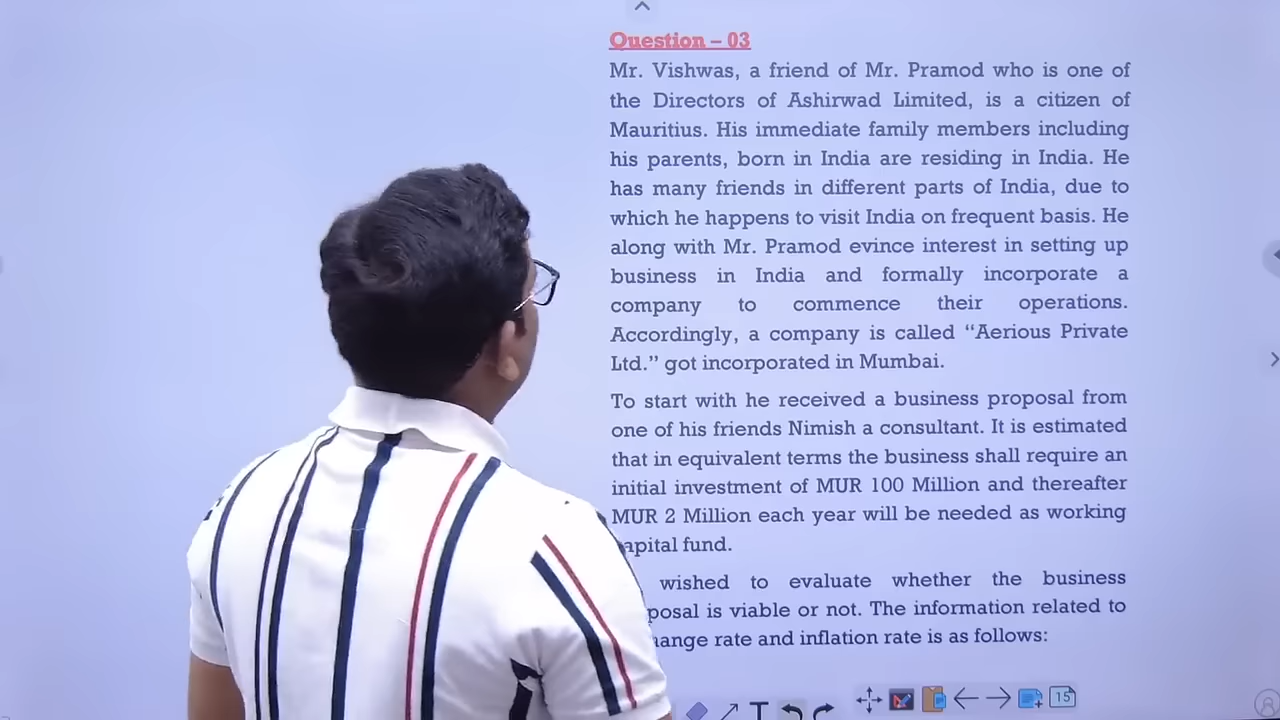 Question – 03
Mr. Vishwas, a friend of Mr. Pramod who is one of
the Directors of Ashirwad Limited, is a citizen of
Mauritius. His immediate family members including
his parents, born in India are residing in India. He
has many friends in different parts of India, due to
which he happens to visit India on frequent basis. He
along with Mr. Pramod evince interest in setting up
business in India and formally incorporate a
company to commence their operations.
Accordingly, a company is called “Aerious Private
Ltd.” got incorporated in Mumbai.
To start with he received a business proposal from
one of his friends Nimish a consultant. It is estimated
that in equivalent terms the business shall require an
initial investment of MUR 100 Million and thereafter
MUR 2 Million each year will be needed as working
apital fund.
wished to evaluate whether the business
posal is viable or not. The information related to
ange rate and inflation rate is as follows:
T
15